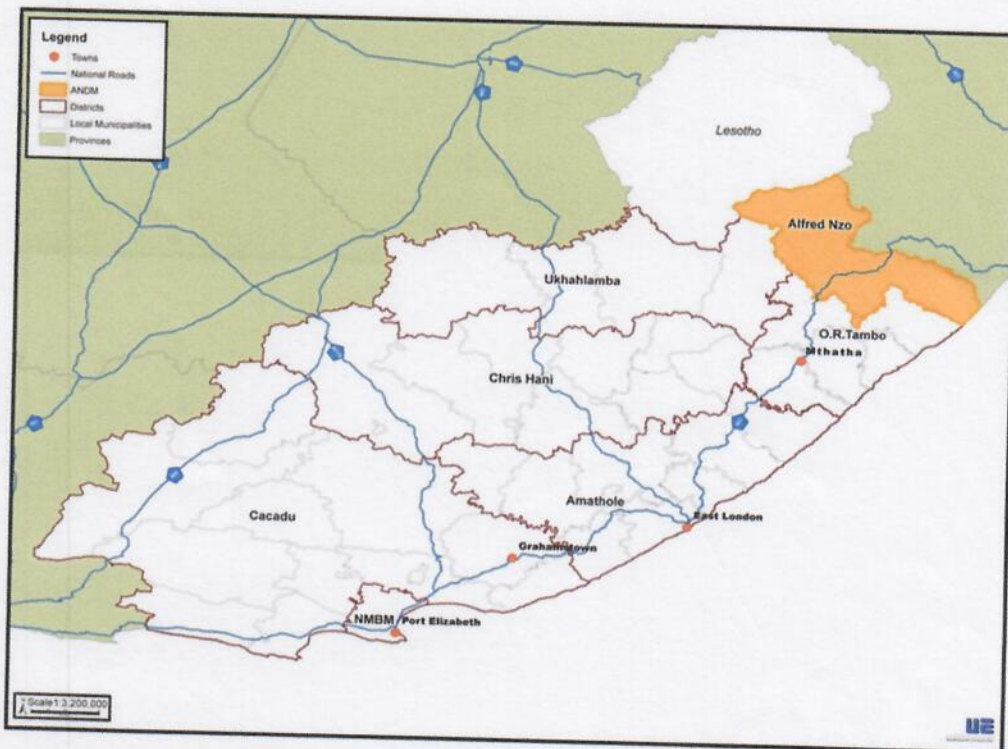 Legend
Towns
National Roads
ANDM
Districts
Local Municipalities
Provinces
Lesotho
Alfred Nzo
Ukhahlamba
O.R.Tambo
Mthatha
Chris Hani
Amathole
East London
Cacadu
Grahamstown
NMBM
Port Elizabeth
Scale 1:3,200,000